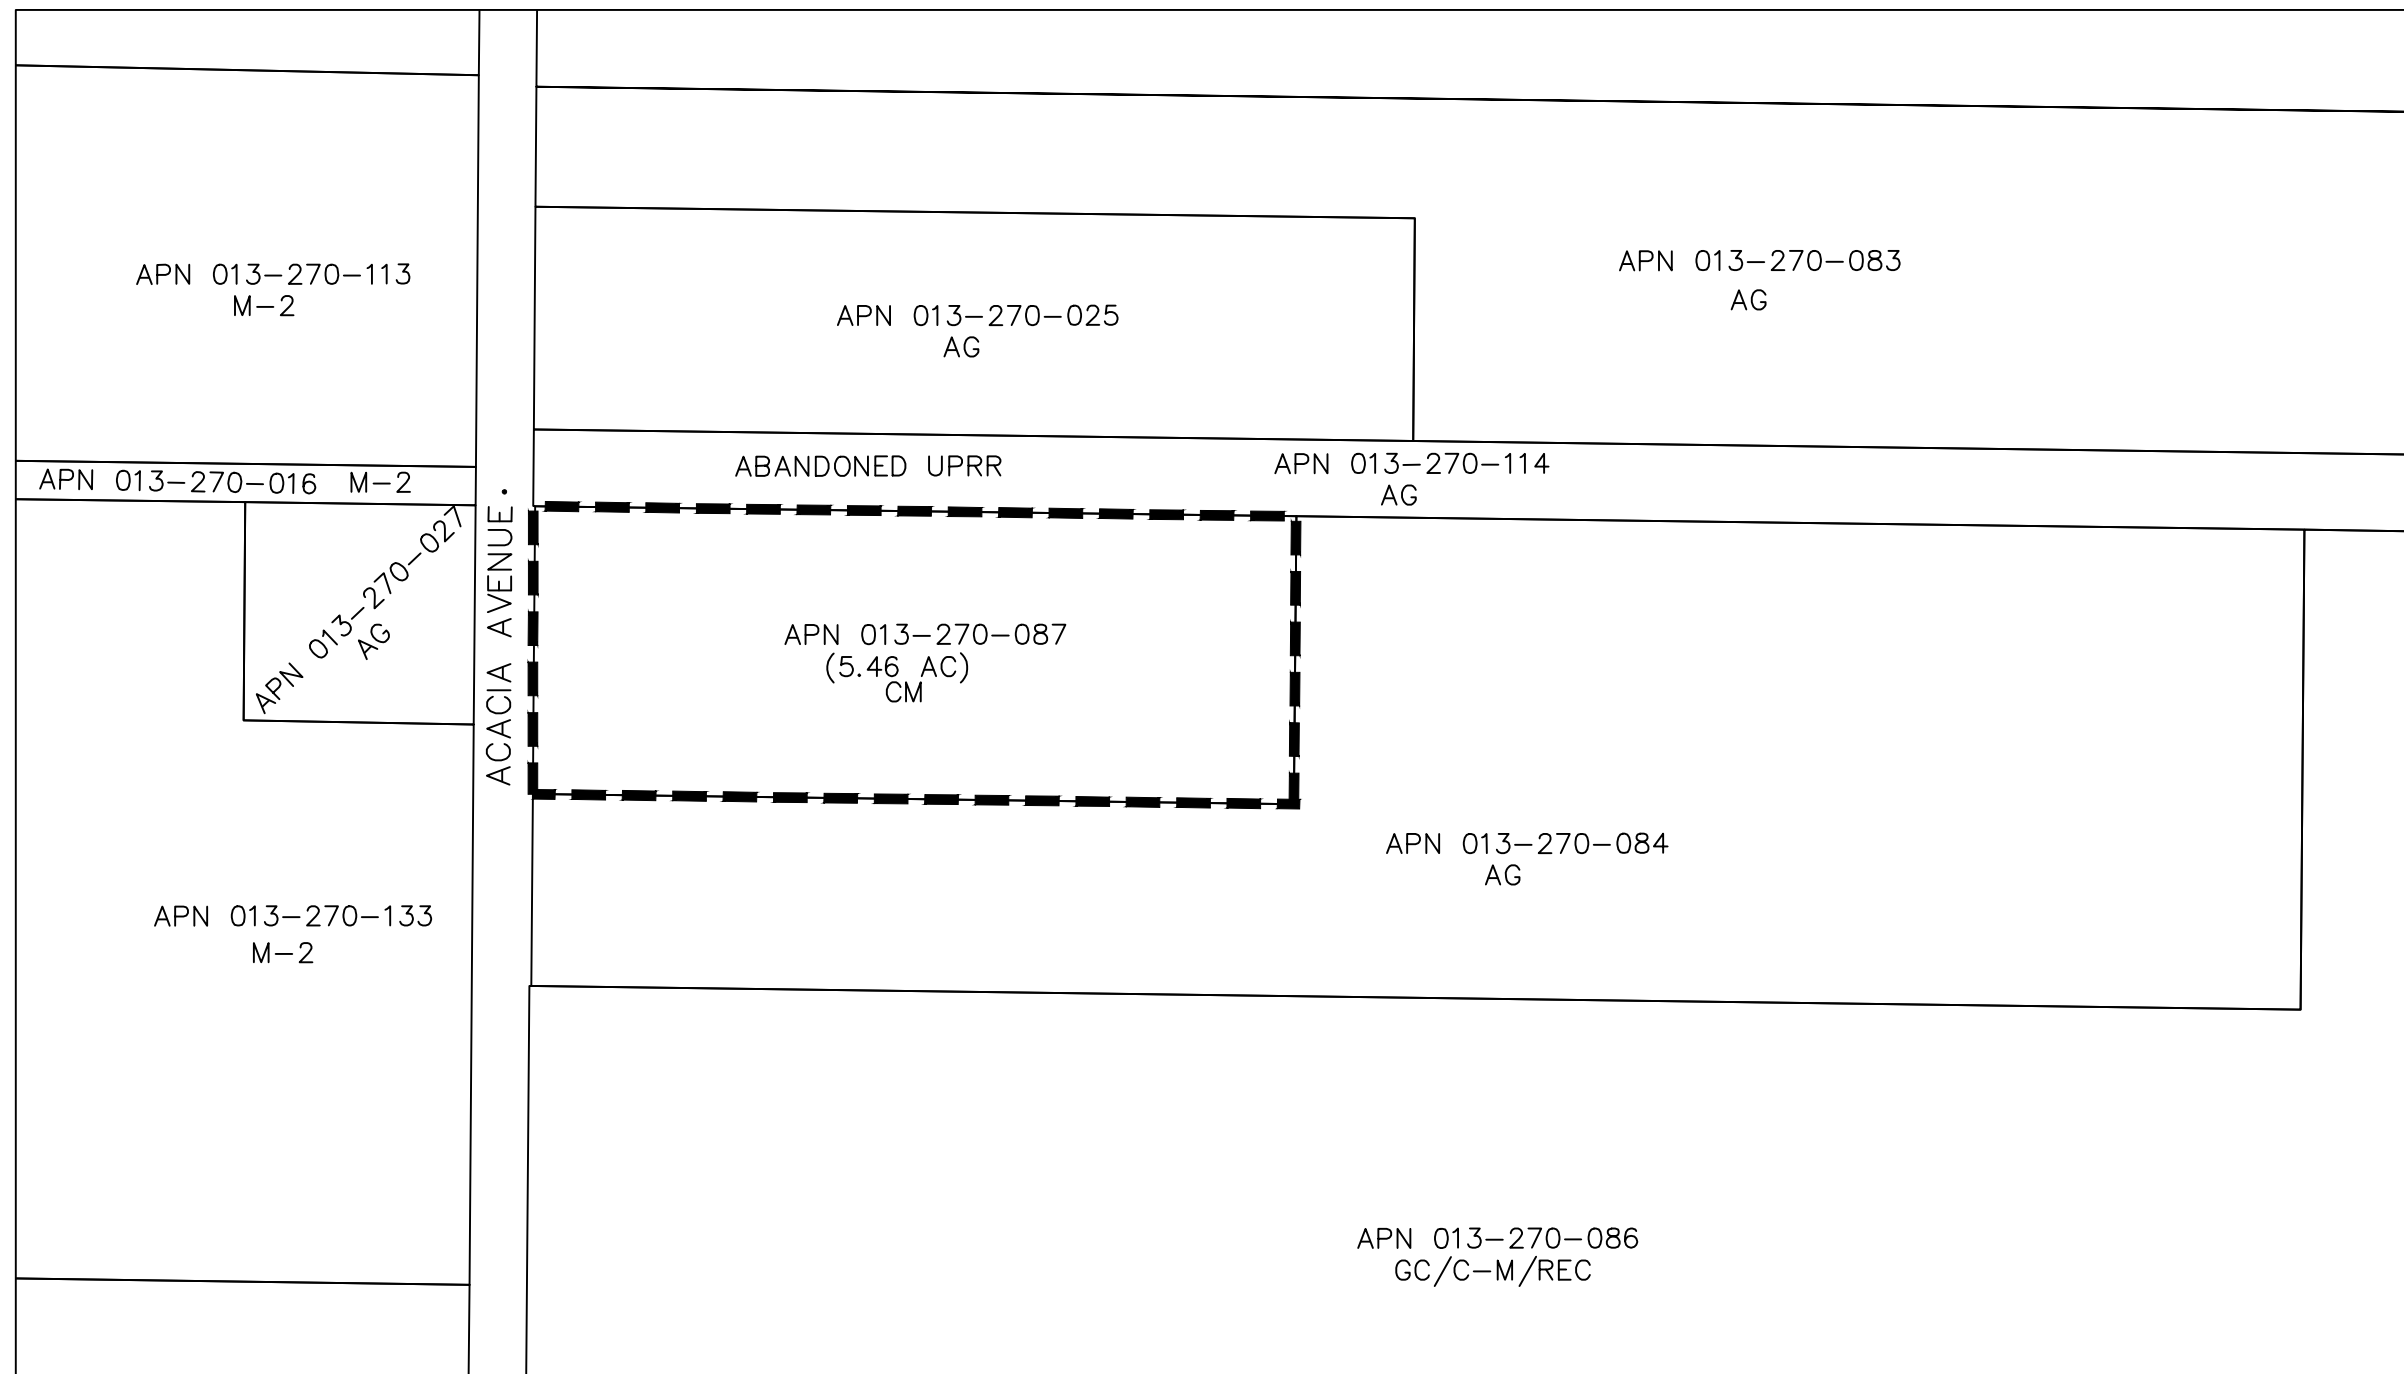 APN 013-270-113
M-2
APN 013-270-025
AG
APN 013-270-083
AG
APN 013-270-016 M-2
ABANDONED UPRR
APN 013-270-114
AG
APN 013-270-027
AG
ACACIA AVENUE.
APN 013-270-087
(5.46 AC)
CM
APN 013-270-084
AG
APN 013-270-133
M-2
APN 013-270-086
GC/C-M/REC